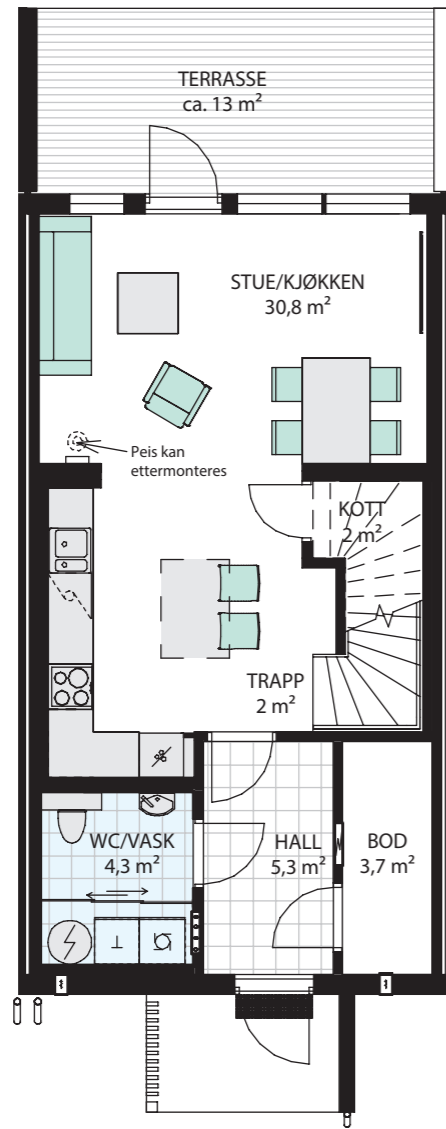 TERRASSE
ca. 13 m²
STUE/KJØKKEN
30,8 m²
Peis kan
ettermonteres
KOTT
2 m²
TRAPP
2 m²
WC/VASK
4,3 m²
HALL
5,3 m²
BOD
3,7 m²